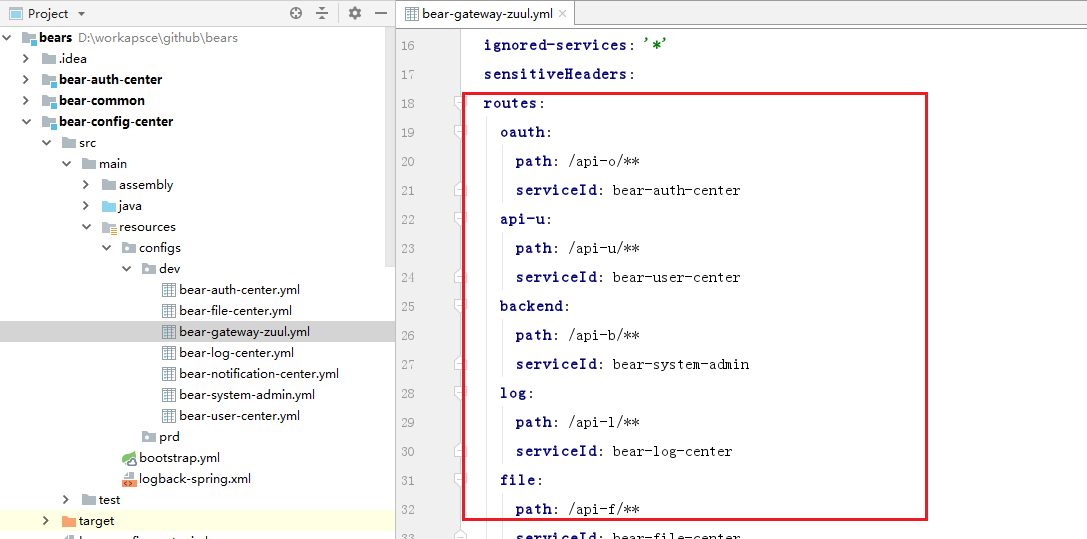 Project
bears D:\workapsce\github\bears
.idea
bear-auth-center
bear-common
bear-config-center
src
main
assembly
java
resources
configs
dev
bear-auth-center.yml
bear-file-center.yml
bear-gateway-zuul.yml
bear-log-center.yml
bear-notification-center.yml
bear-system-admin.yml
bear-user-center.yml
prd
bootstrap.yml
logback-spring.xml
test
target
bear-gateway-zuul.yml
16 ignored-services: '*'
17 sensitiveHeaders:
18 routes:
19 oauth:
20 path: /api-o/**
21 serviceId: bear-auth-center
22 api-u:
23 path: /api-u/**
24 serviceId: bear-user-center
25 backend:
26 path: /api-b/**
27 serviceId: bear-system-admin
28 log:
29 path: /api-l/**
30 serviceId: bear-log-center
31 file:
32 path: /api-f/**
33 serviceId: bear-file-center